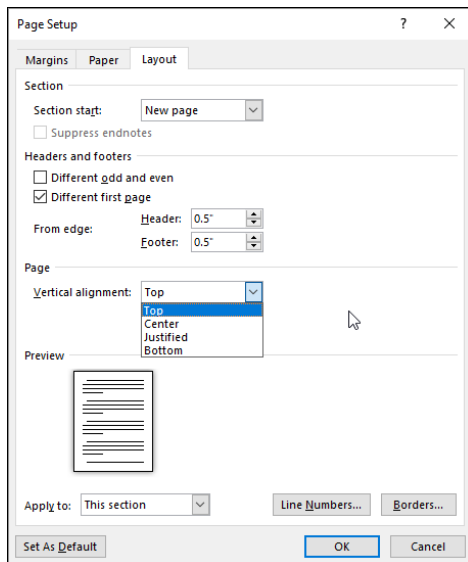 Page Setup
Margins Paper Layout
Section
Section start: New page
Suppress endnotes
Headers and footers
Different odd and even
Different first page
From edge:
Header: 0.5"
Footer: 0.5"
Page
Vertical alignment: Top
Top
Center
Justified
Bottom
Preview
Apply to: This section Line Numbers... Borders...
Set As Default OK Cancel